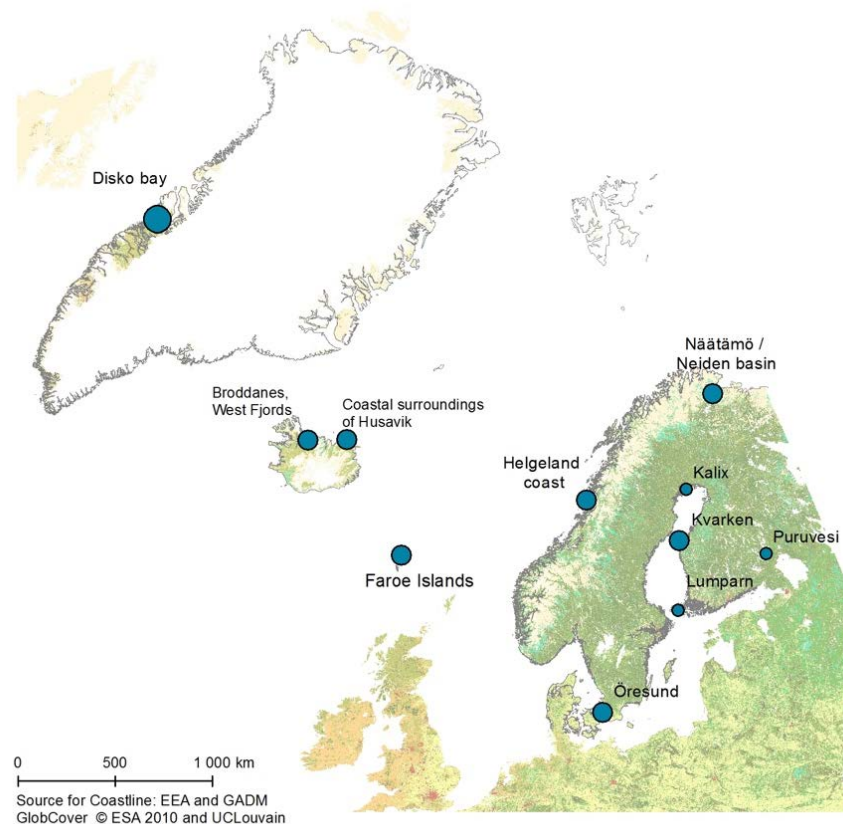 Disko bay
Näätämö /
Neiden basin
Broddanes,
West Fjords
Coastal surroundings
of Husavik
Helgeland
coast
Kalix
Kvarken
Puruvesi
Faroe Islands
Lumparn
Öresund
0 500 1 000 km
Source for Coastline: EEA and GADM
GlobCover © ESA 2010 and UCLouvain